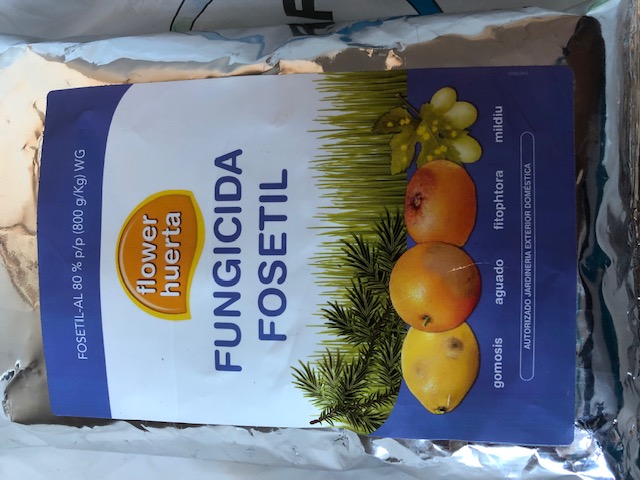 FOSETIL-AL 80 % p/p (800 g/Kg) WG
flower
huerta
FUNGICIDA
FOSETIL
gomosis aguado fitophtora mildiu
AUTORIZADO JARDINERIA EXTERIOR DOMÉSTICA